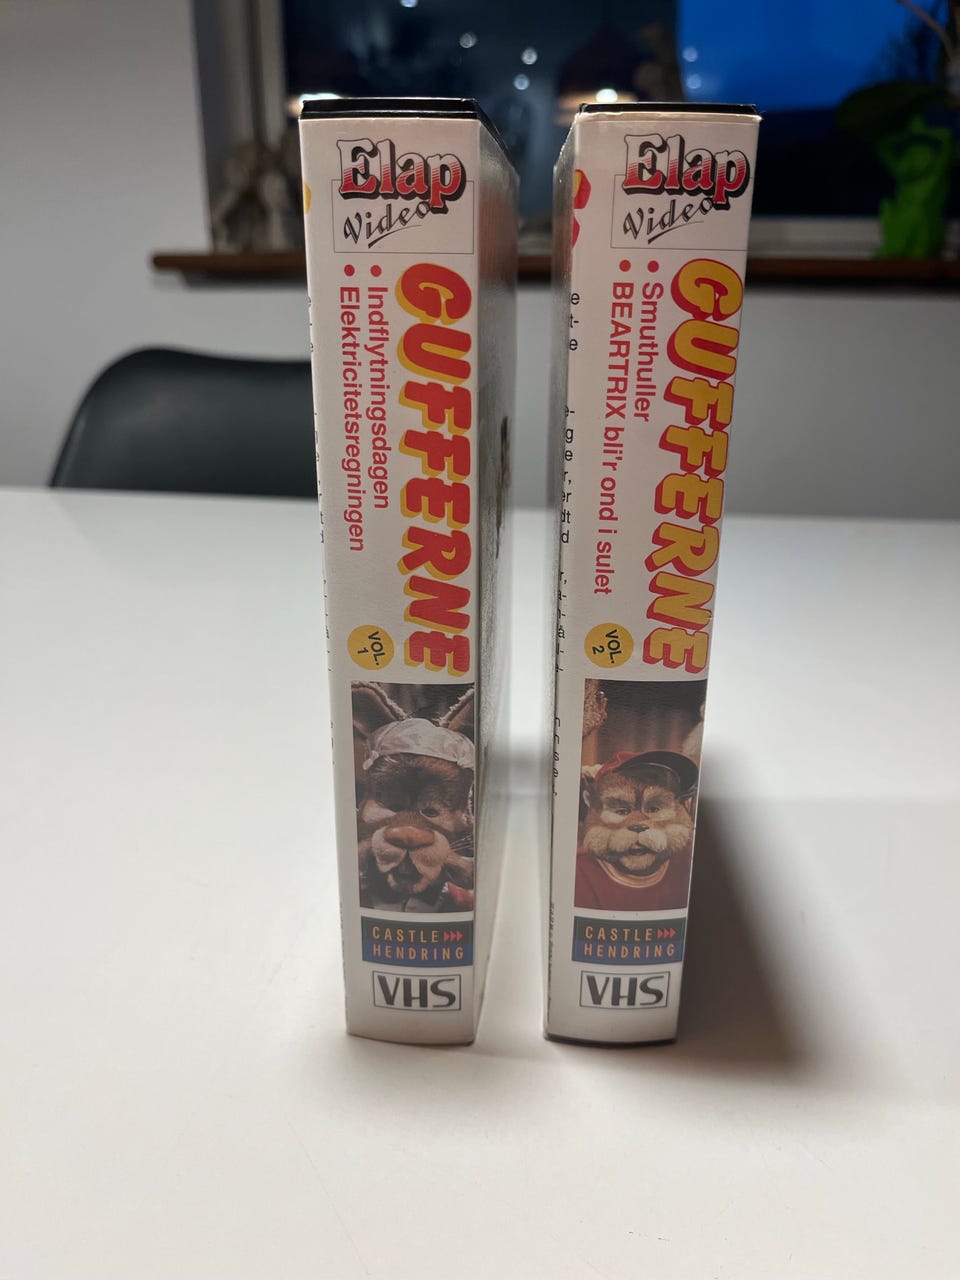 Elap
Video
GUFFERNE
• Indflytningsdagen
• Elektricitetsregningen
VOL.
1
CASTLE
HENDRING
VHS
Elap
Video
GUFFERNE
• Smuthuller
• BEARTRIX bli'r ond i sulet
VOL.
2
CASTLE
HENDRING
VHS